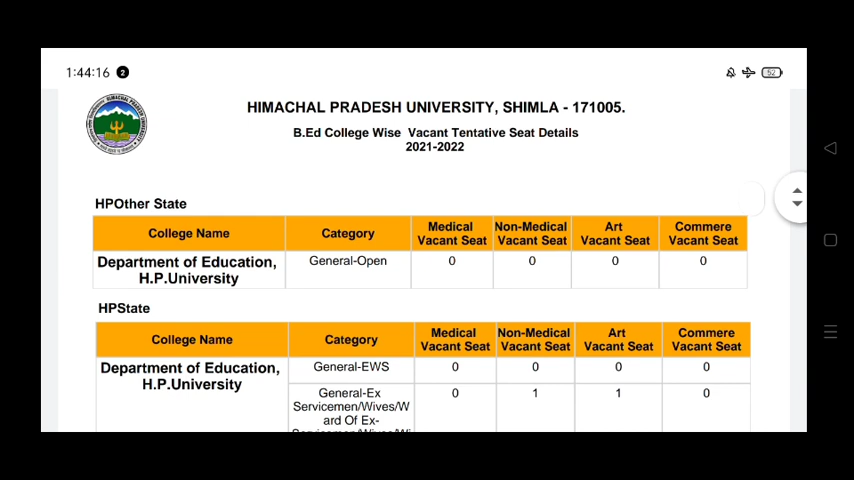 1:44:16 2
52
HIMACHAL PRADESH UNIVERSITY, SHIMLA - 171005.
B.Ed College Wise Vacant Tentative Seat Details
2021-2022
HPOther State
College Name Category Medical Vacant Seat Non-Medical Vacant Seat Art Vacant Seat Commere Vacant Seat
Department of Education, General-Open 0 0 0 0
H.P.University
HPState
College Name Category Medical Vacant Seat Non-Medical Vacant Seat Art Vacant Seat Commere Vacant Seat
Department of Education, General-EWS 0 0 0 0
H.P.University
General-Ex 0 1 1 0
Servicemen/Wives/W
ard Of Ex-